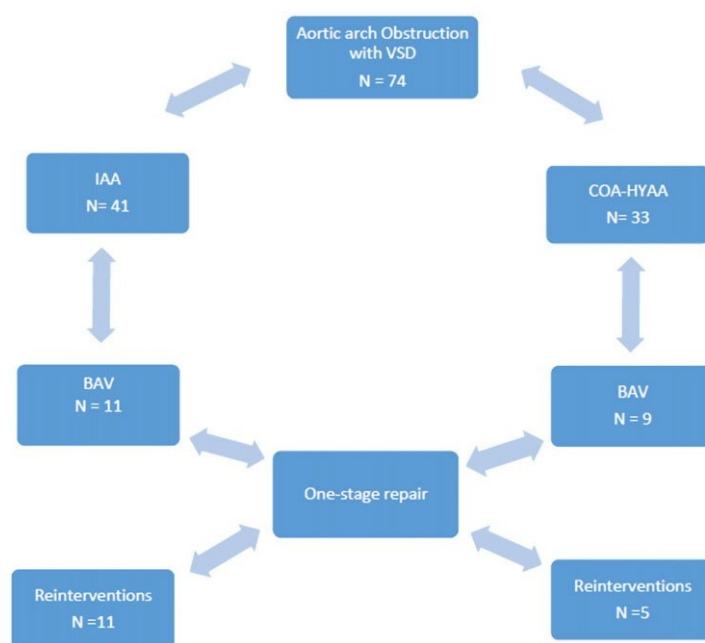 Aortic arch Obstruction
with VSD
N = 74
IAA
N= 41
COA-HYAA
N= 33
BAV
N = 11
BAV
N = 9
One-stage repair
Reinterventions
N =11
Reinterventions
N =5